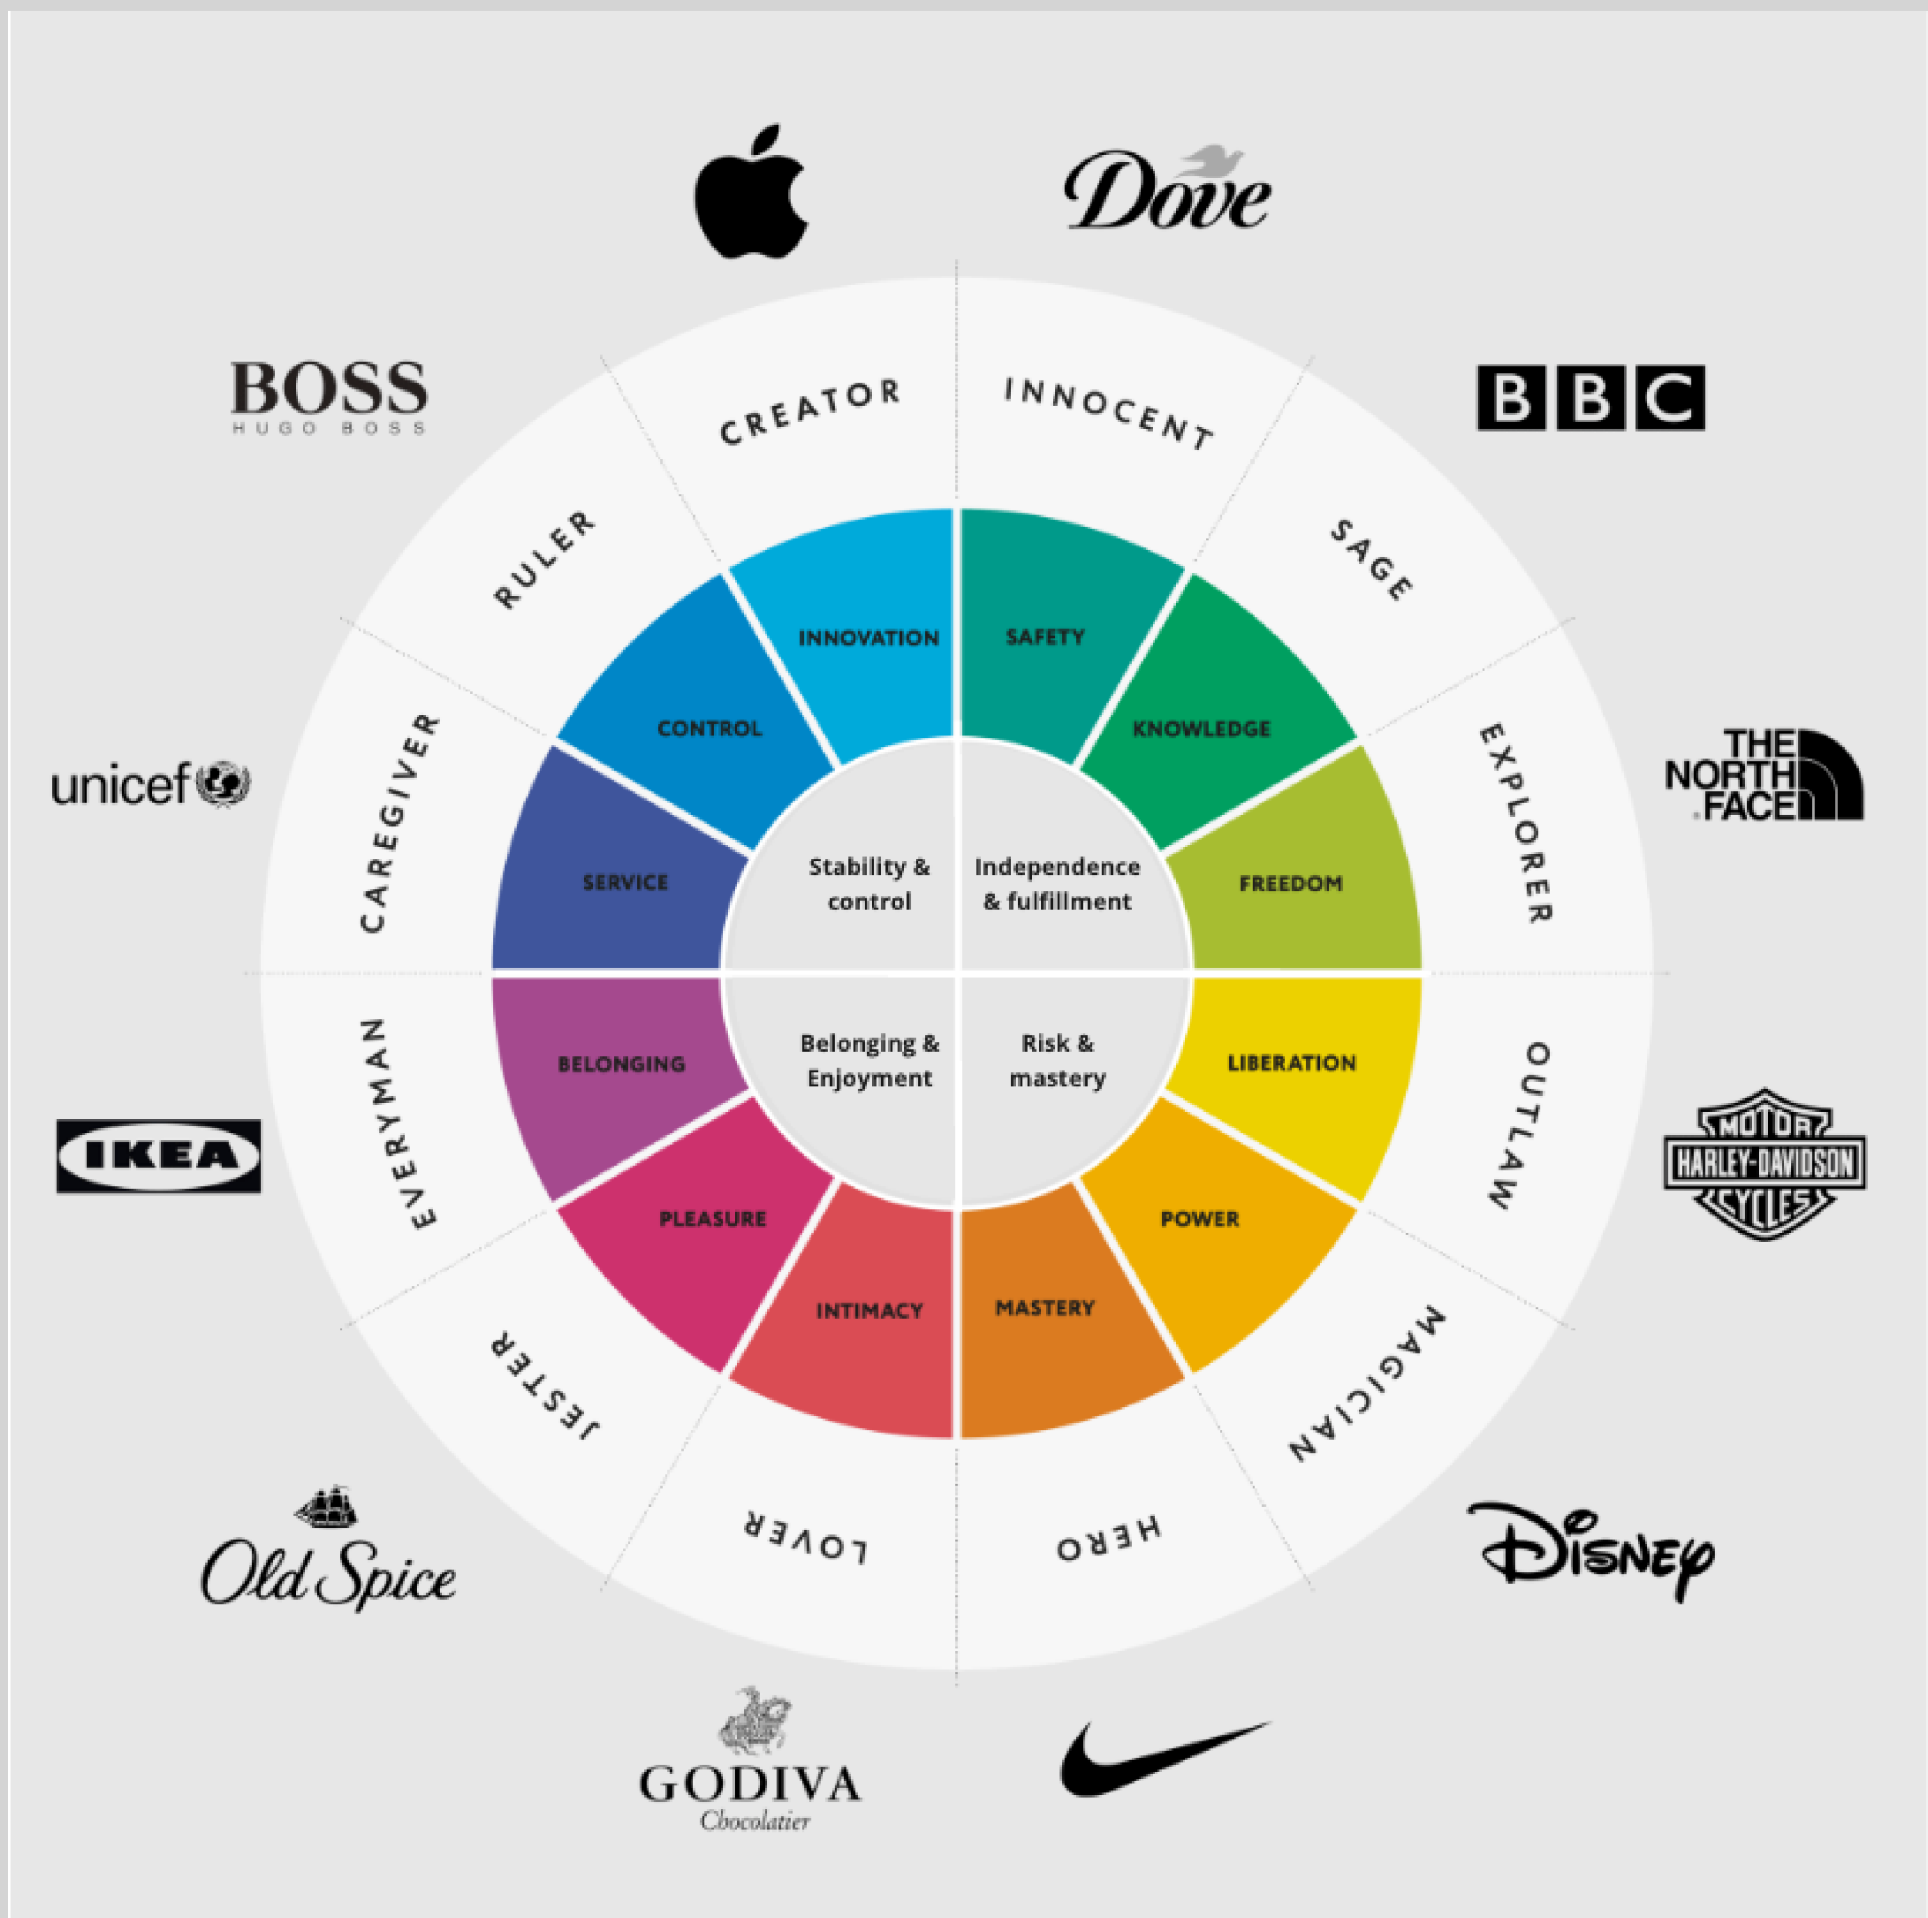 Dove
BOSS
HUGO BOSS
BBC
CREATOR
INNOCENT
RULER
SAGE
INNOVATION
SAFETY
CONTROL
KNOWLEDGE
CAREGIVER
EXPLORER
unicef
THE
NORTH
FACE
SERVICE
FREEDOM
Stability &
control
Independence
& fulfillment
Belonging &
Enjoyment
Risk &
mastery
BELONGING
LIBERATION
EVERYMAN
OUTLAW
IKEA
MOTOR
HARLEY-DAVIDSON
CYCLES
PLEASURE
POWER
INTIMACY
MASTERY
JESTER
MAGICIAN
LOVER
HERO
Old Spice
DISNEY
GODIVA
Chocolatier